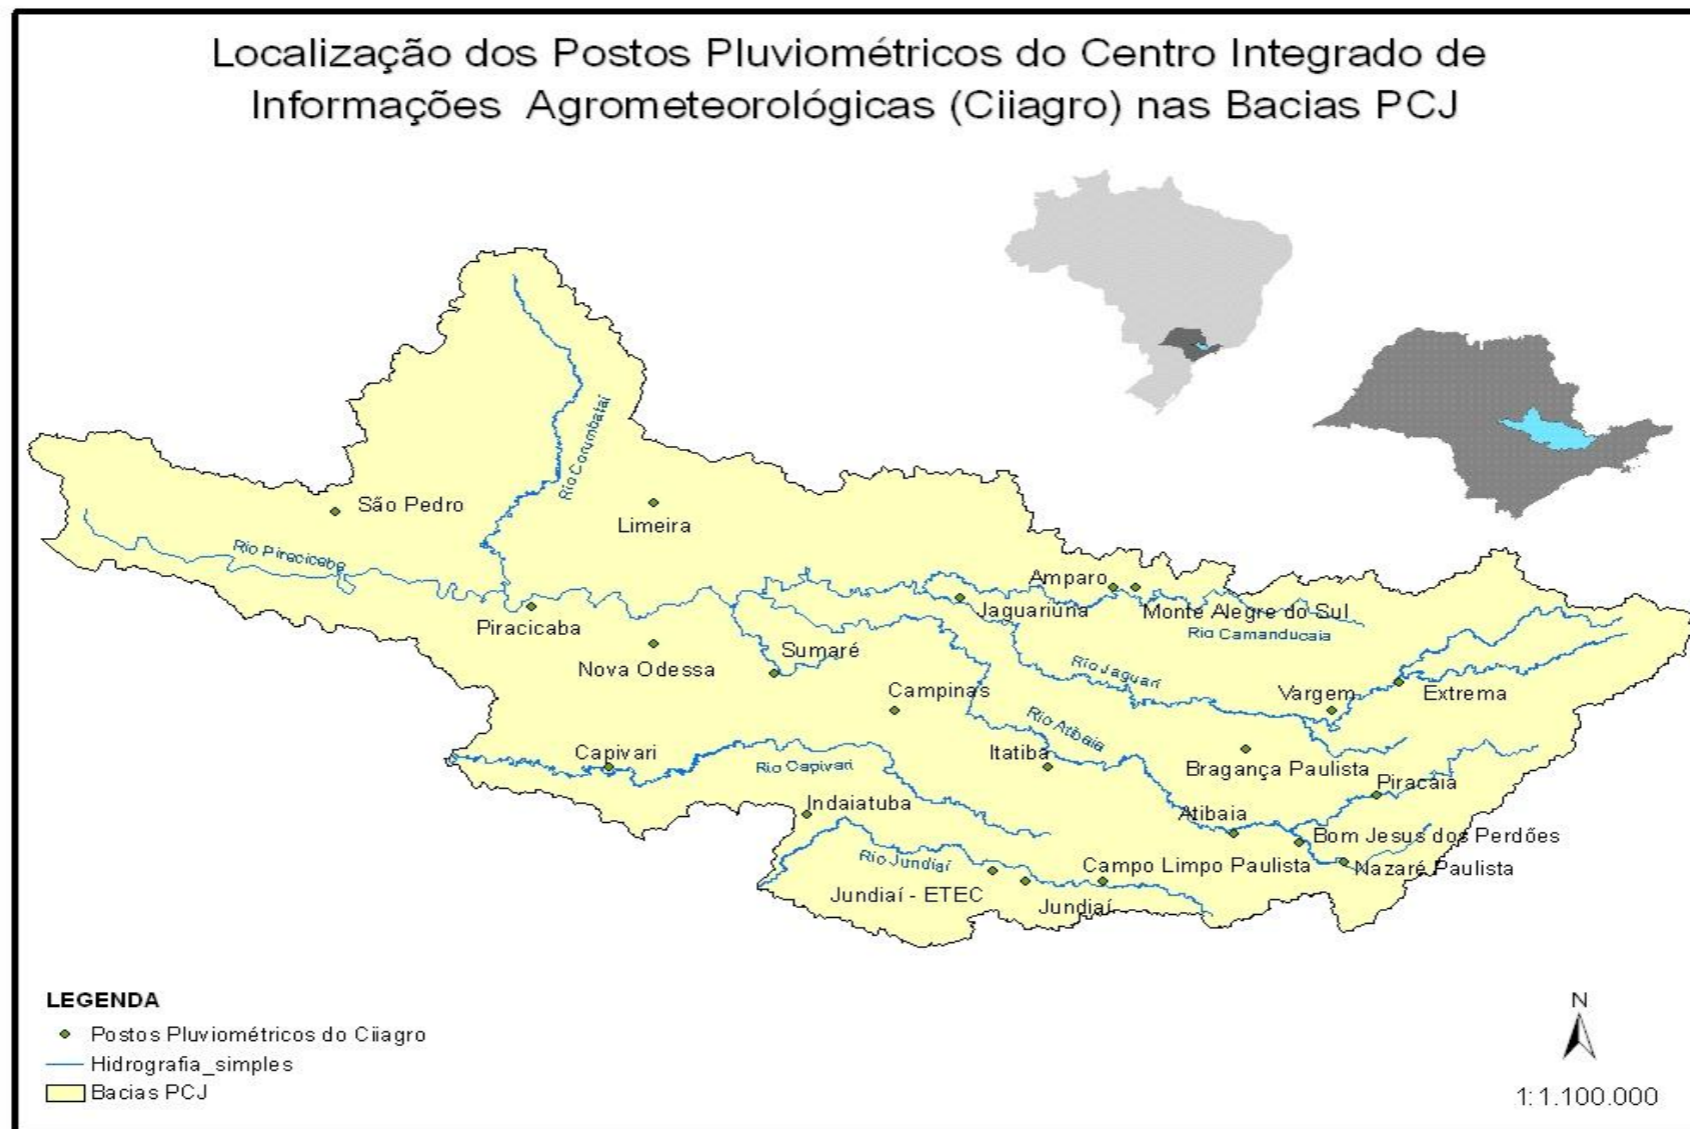 Localização dos Postos Pluviométricos do Centro Integrado de
Informações Agrometeorológicas (Ciiagro) nas Bacias PCJ
Rio Corumbataí
São Pedro
Limeira
Rio Piracicaba
Amparo
Jaguariúna
Monte Alegre do Sul
Piracicaba
Rio Camanducaia
Nova Odessa
Sumaré
Rio Jaguarí
Campinas
Vargem
Extrema
Rio Atibaia
Capivari
Itatiba
Rio Capivari
Bragança Paulista
Piracaia
Indaiatuba
Atibaia
Bom Jesus dos Perdões
Rio Jundiaí
Campo Limpo Paulista
Nazaré Paulista
Jundiaí - ETEC
Jundiaí
LEGENDA
Postos Pluviométricos do Ciiagro
Hidrografia_simples
Bacias PCJ
N
1:1.100.000